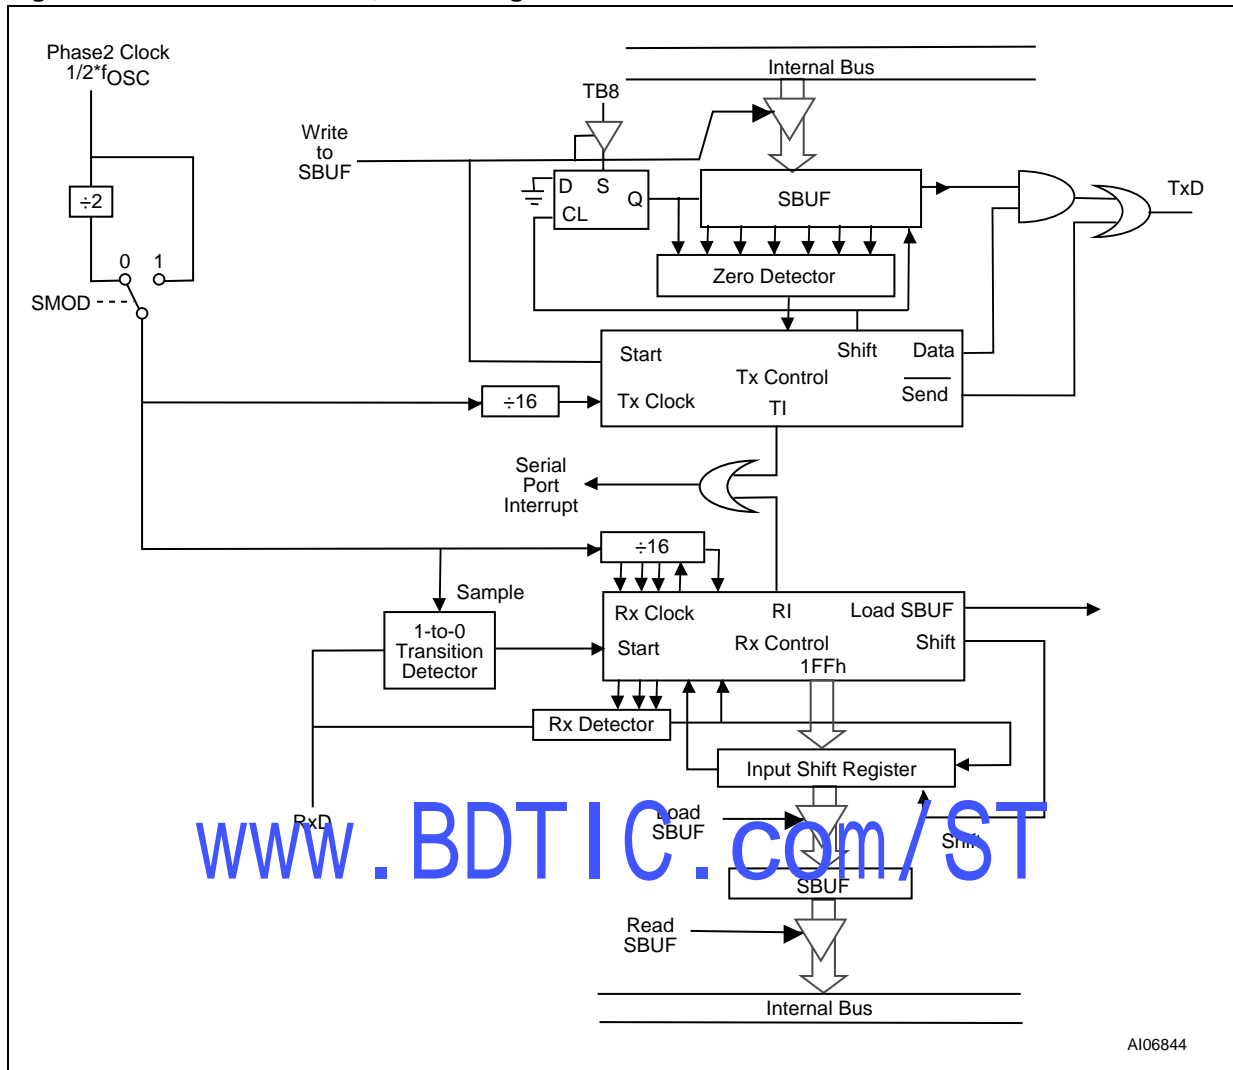 Phase2 Clock
1/2*fOSC
Internal Bus
TB8
Write
to
SBUF
D S
Q
CL
SBUF
TxD
÷2
0 1
Zero Detector
SMOD
Start
Shift
Data
Tx Control
Send
Tx Clock
TI
÷16
Serial
Port
Interrupt
÷16
Sample
Rx Clock
RI
Load SBUF
1-to-0
Transition
Detector
Start
Rx Control
Shift
1FFh
Rx Detector
Input Shift Register
RxD
Load
SBUF
Shift
www.BDTIC.com/ST
SBUF
Read
SBUF
Internal Bus
AI06844